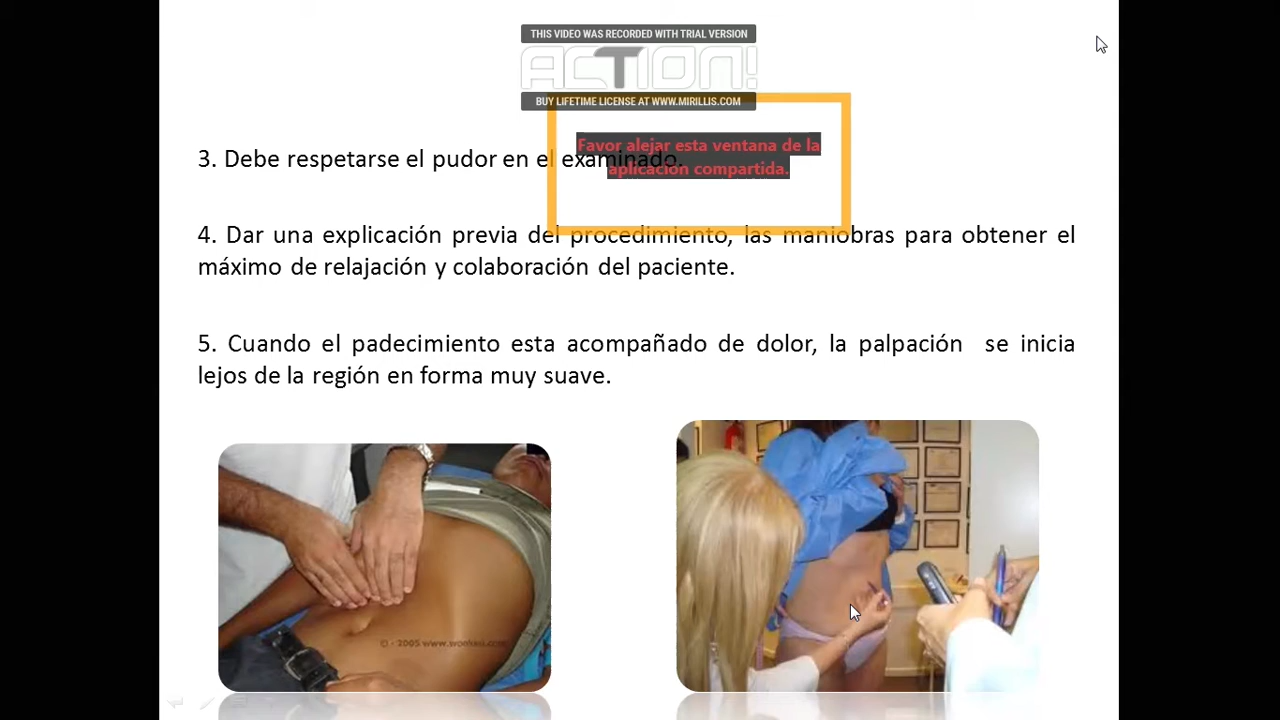 THIS VIDEO WAS RECORDED WITH TRIAL VERSION
ACTION!
BUY LIFETIME LICENSE AT WWW.MIRILLIS.COM
Favor alejar esta ventana de la
aplicación compartida.
3. Debe respetarse el pudor en el examinado.
4. Dar una explicación previa del procedimiento, las maniobras para obtener el
máximo de relajación y colaboración del paciente.
5. Cuando el padecimiento esta acompañado de dolor, la palpación se inicia
lejos de la región en forma muy suave.
© - 2005